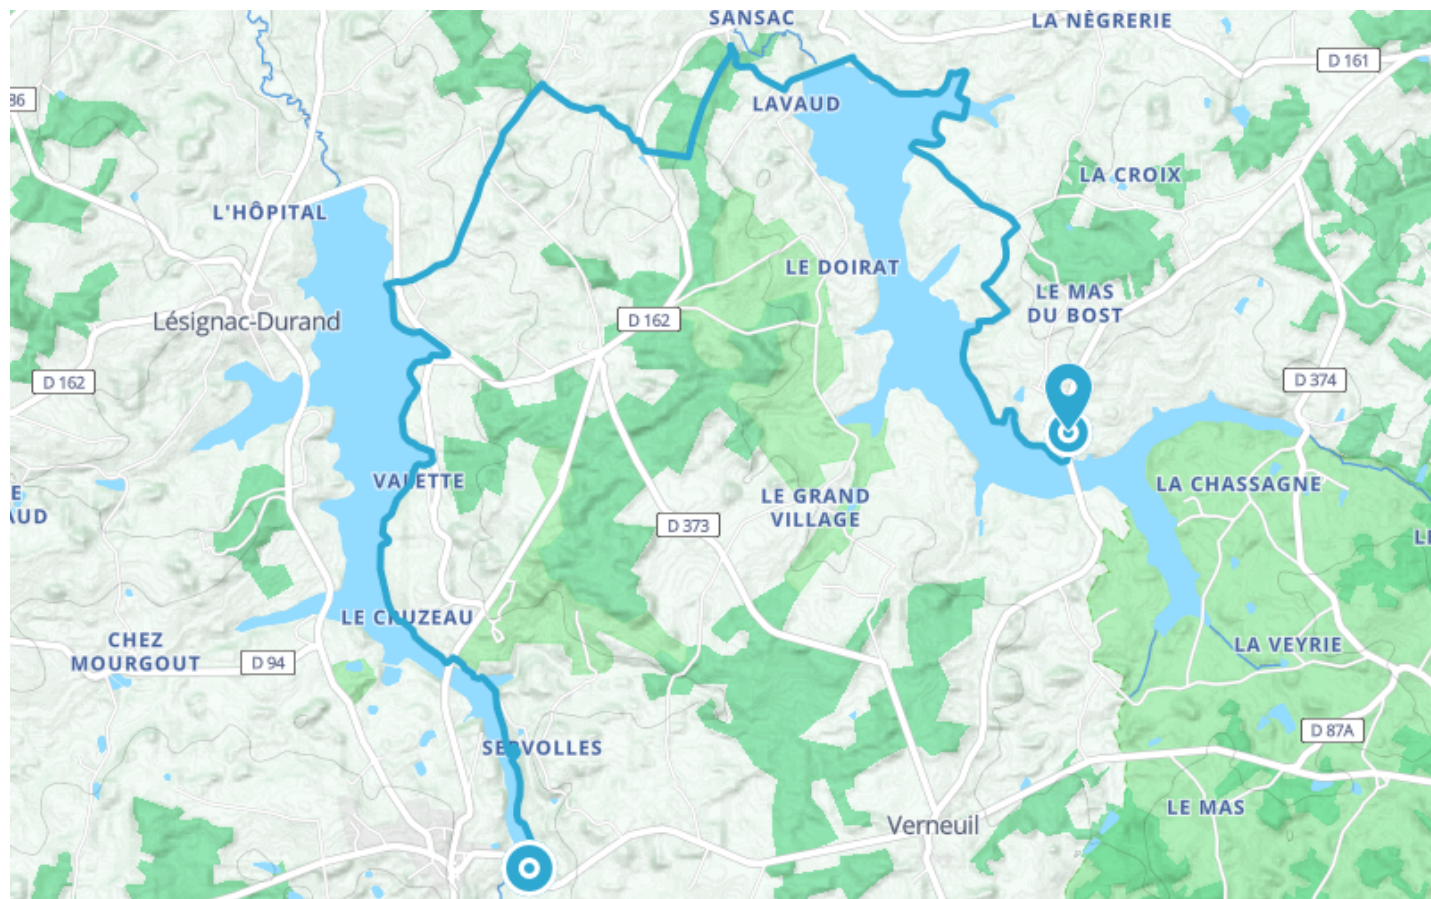 SANSAC
LA NÈGRERIE
D 161
86
LAVAUD
LA CROIX
L'HÔPITAL
LE DOIRAT
LE MAS
DU BOST
Lésignac-Durand
D 162
D 162
D 374
VALETTE
LA CHASSAGNE
LE GRAND
VILLAGE
D 373
E
AUD
LE CRUZEAU
CHEZ
MOURGOUT
D 94
LA VEYRIE
SERVOLLES
D 87A
LE MAS
Verneuil